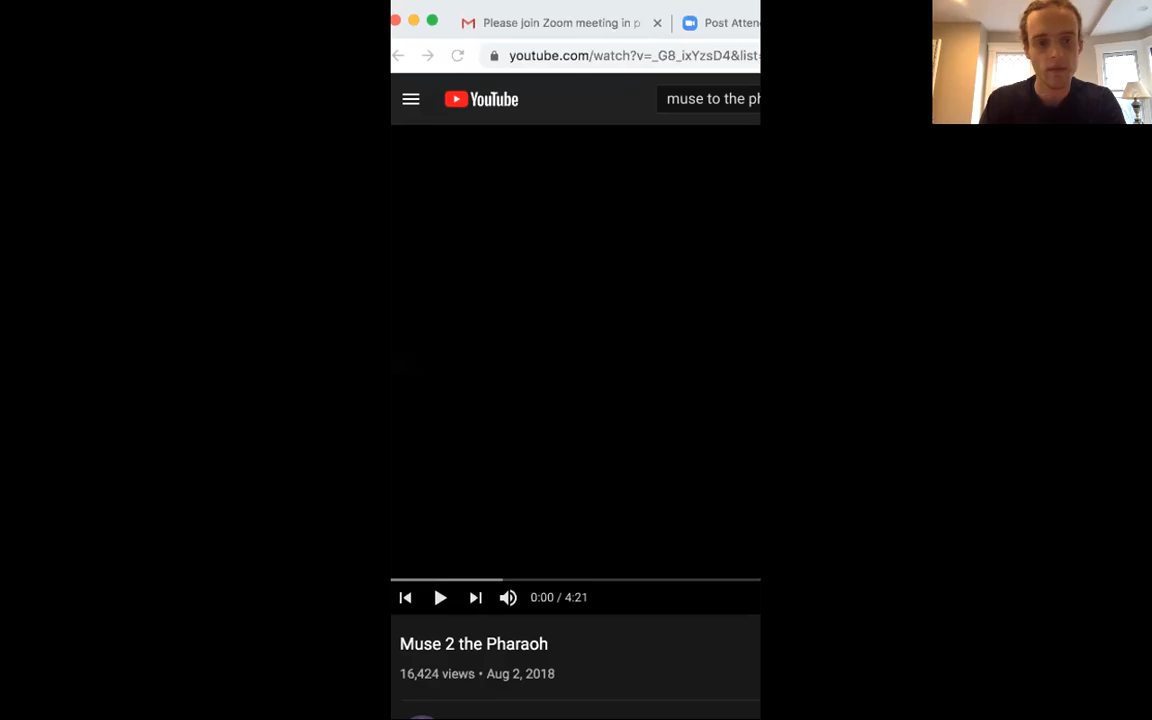 Please join Zoom meeting in p
Post Atten
youtube.com/watch?v=_G8_ixYzsD4&list=
YouTube
muse to the ph
0:00 / 4:21
Muse 2 the Pharaoh
16,424 views • Aug 2, 2018